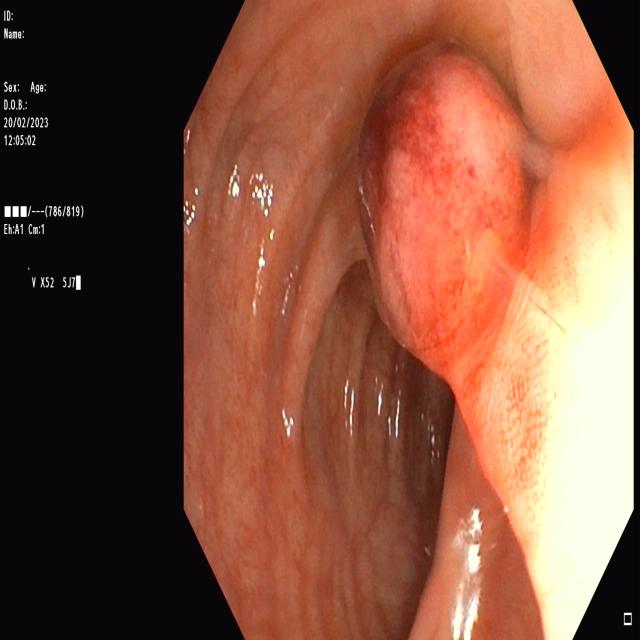 ID:
Name:
Sex: Age:
D.O.B.:
20/02/2023
12:05:02
■■■/---(786/819)
Eh:A1 Cm:1
V X52 5J7